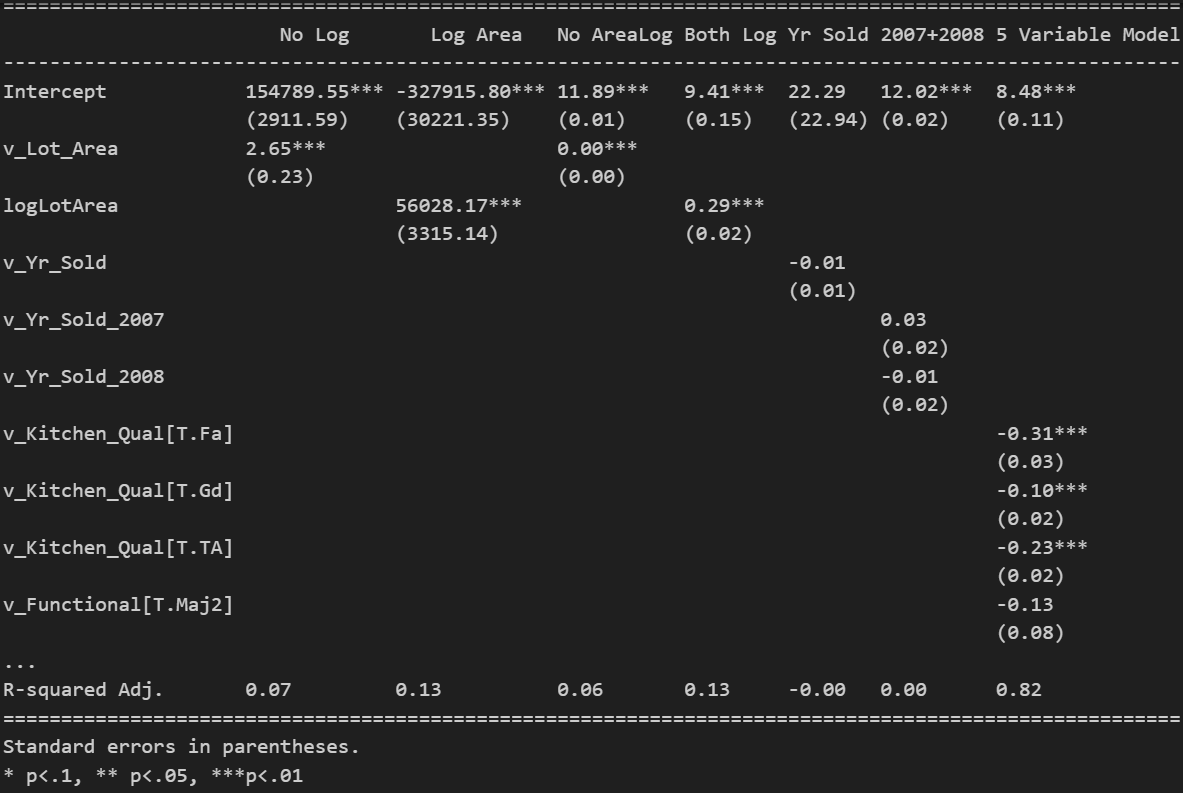 ====================================================================================================
No Log Log Area No AreaLog Both Log Yr Sold 2007+2008 5 Variable Model
----------------------------------------------------------------------------------------------------
Intercept 154789.55*** -327915.80*** 11.89*** 9.41*** 22.29 12.02*** 8.48***
(2911.59) (30221.35) (0.01) (0.15) (22.94) (0.02) (0.11)
v_Lot_Area 2.65*** 0.00***
(0.23) (0.00)
logLotArea 56028.17*** 0.29***
(3315.14) (0.02)
v_Yr_Sold -0.01
(0.01)
v_Yr_Sold_2007 0.03
(0.02)
v_Yr_Sold_2008 -0.01
(0.02)
v_Kitchen_Qual[T.Fa] -0.31***
(0.03)
v_Kitchen_Qual[T.Gd] -0.10***
(0.02)
v_Kitchen_Qual[T.TA] -0.23***
(0.02)
v_Functional[T.Maj2] -0.13
(0.08)
...
R-squared Adj. 0.07 0.13 0.06 0.13 -0.00 0.00 0.82
====================================================================================================
Standard errors in parentheses.
* p<.1, ** p<.05, ***p<.01